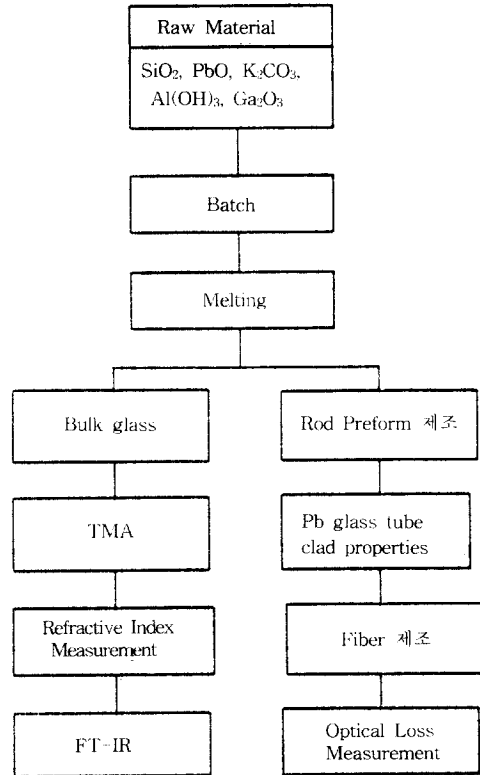 Raw Material
SiO₂, PbO, K₂CO₃,
Al(OH)₃, Ga₂O₃
Batch
Melting
Bulk glass
TMA
Refractive Index
Measurement
FT-IR
Rod Preform 제조
Pb glass tube
clad properties
Fiber 제조
Optical Loss
Measurement